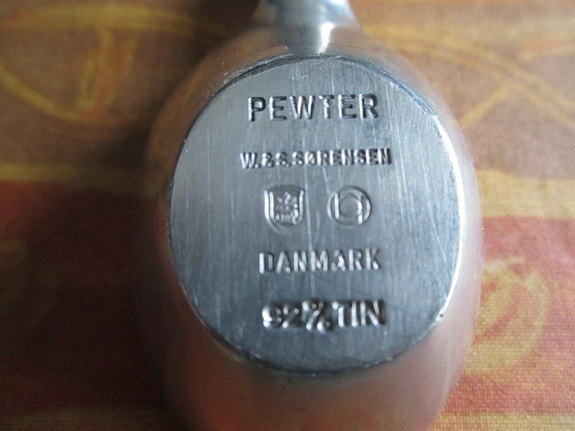 PEWTER
W.&S.SØRENSEN
DANMARK
92% TIN